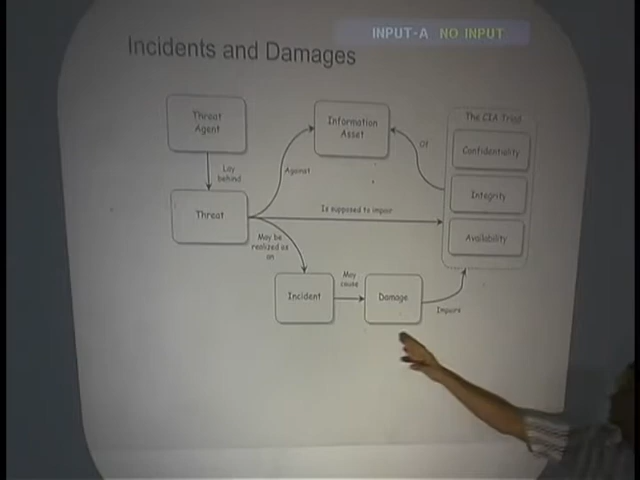 INPUT-A NO INPUT
Incidents and Damages
Threat
Agent
Information
Asset
The CIA Triad
Confidentiality
Of
Lay
behind
Against
Integrity
Threat
Is supposed to impair
May be
realized as
an
Availability
May
cause
Incident
Damage
Impairs